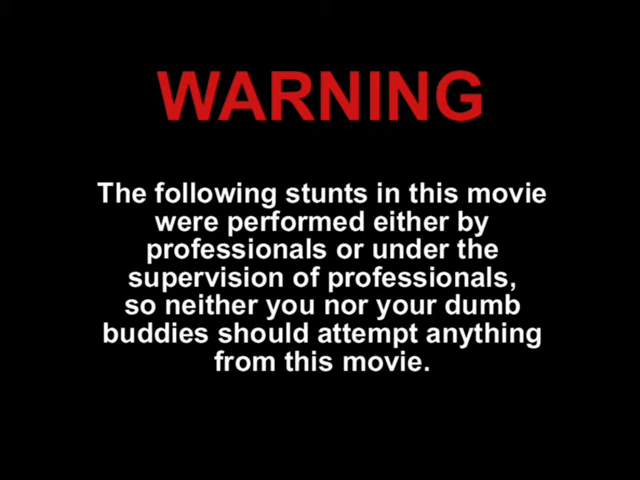 WARNING
The following stunts in this movie
were performed either by
professionals or under the
supervision of professionals,
so neither you nor your dumb
buddies should attempt anything
from this movie.